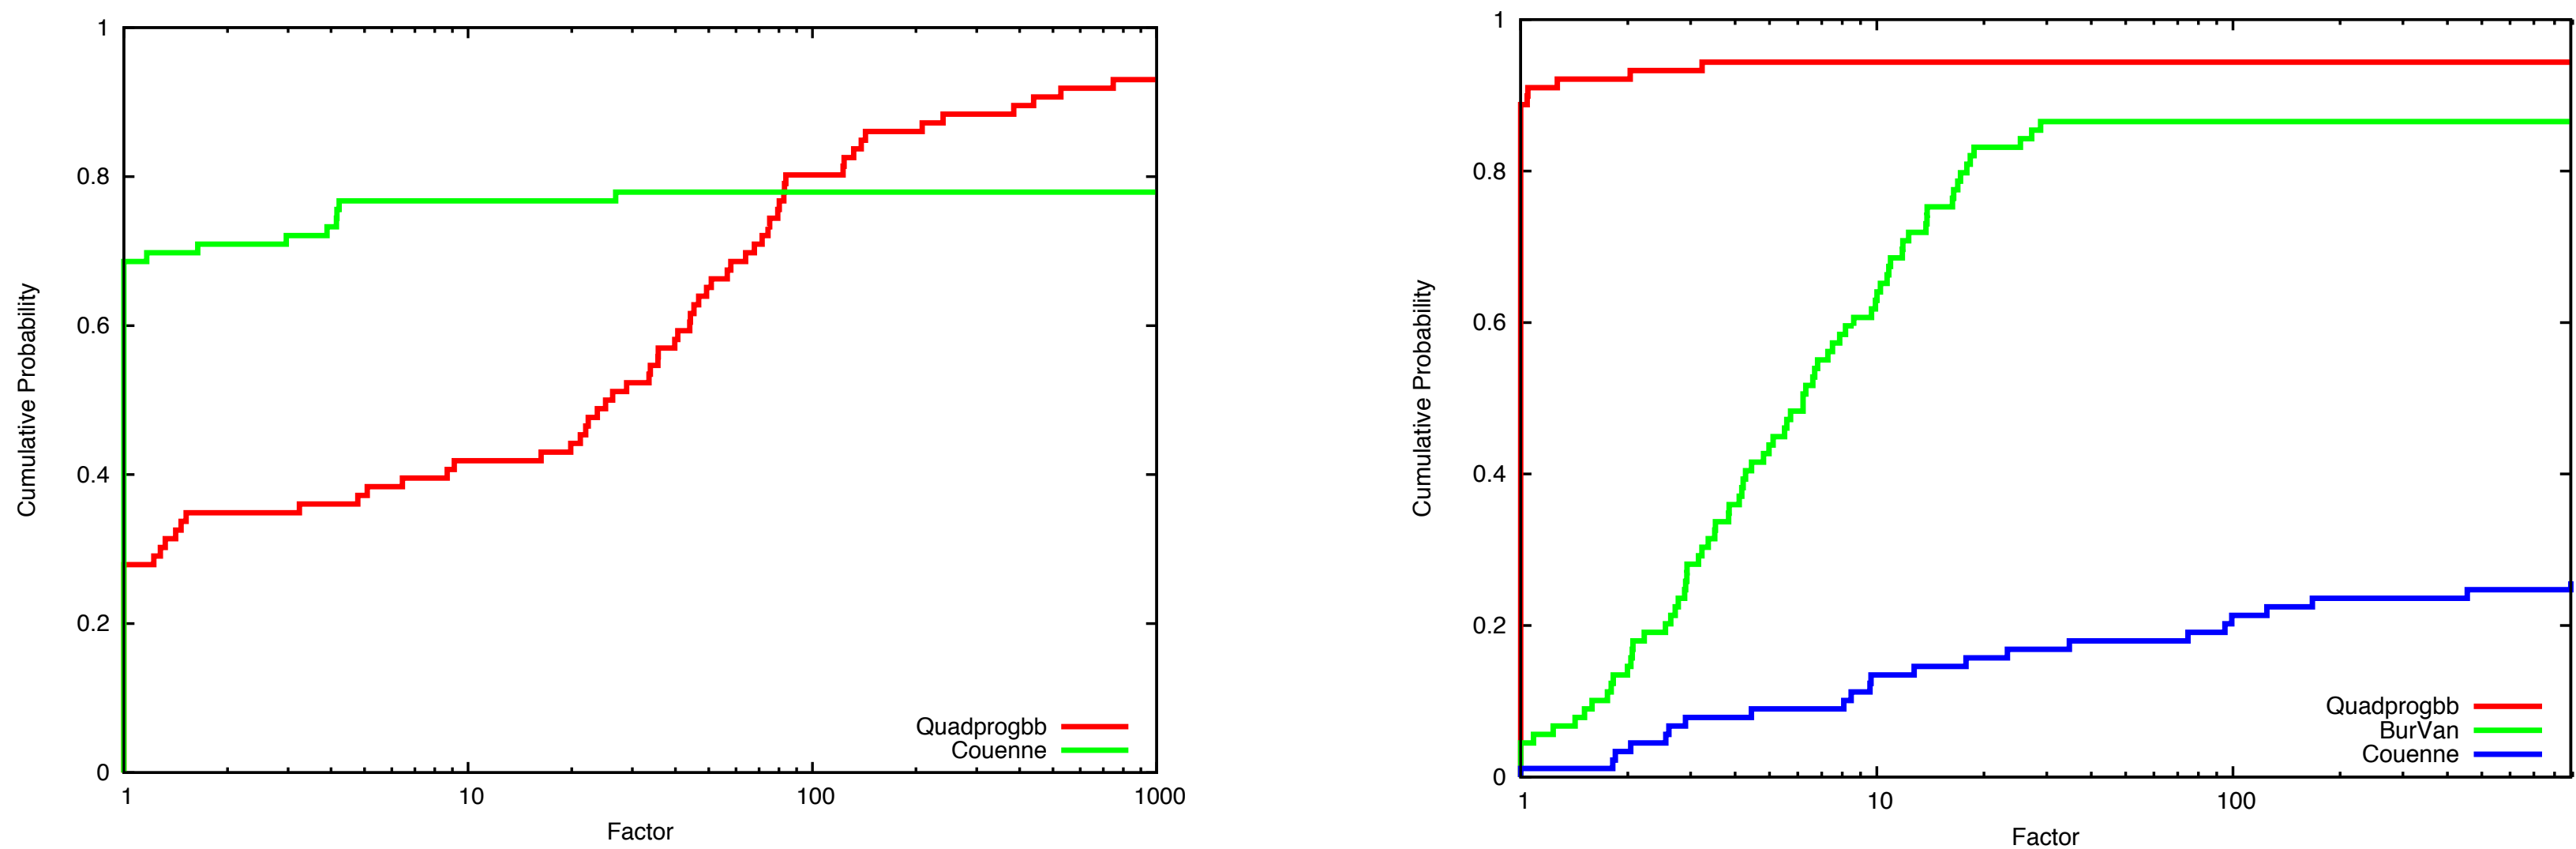 1
0.8
0.6
0.4
0.2
0
Cumulative Probability
1 10 100 1000
Factor
Quadprogbb
Couenne
1
0.8
0.6
0.4
0.2
0
Cumulative Probability
1 10 100
Factor
Quadprogbb
BurVan
Couenne